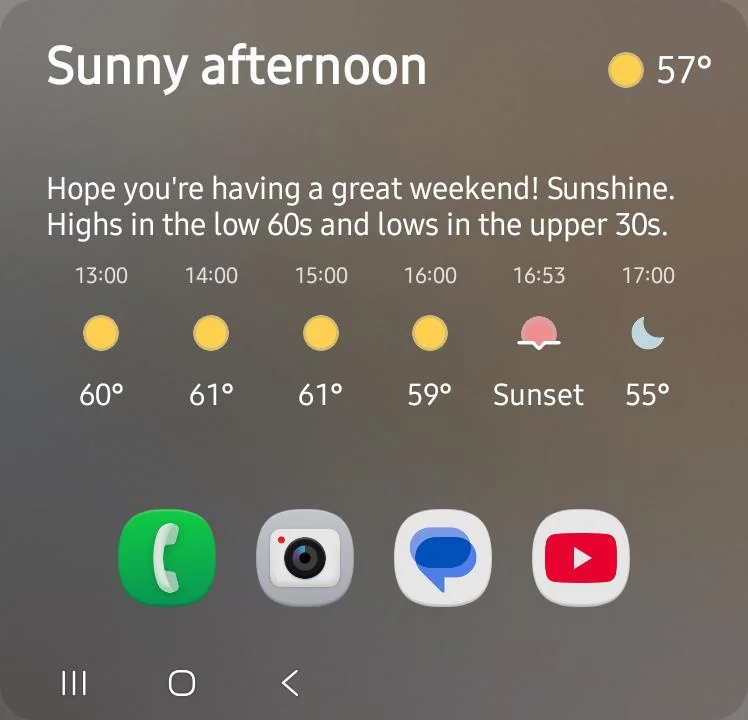 Sunny afternoon
57°
Hope you're having a great weekend! Sunshine.
Highs in the low 60s and lows in the upper 30s.
13:00 14:00 15:00 16:00 16:53 17:00
60° 61° 61° 59° Sunset 55°